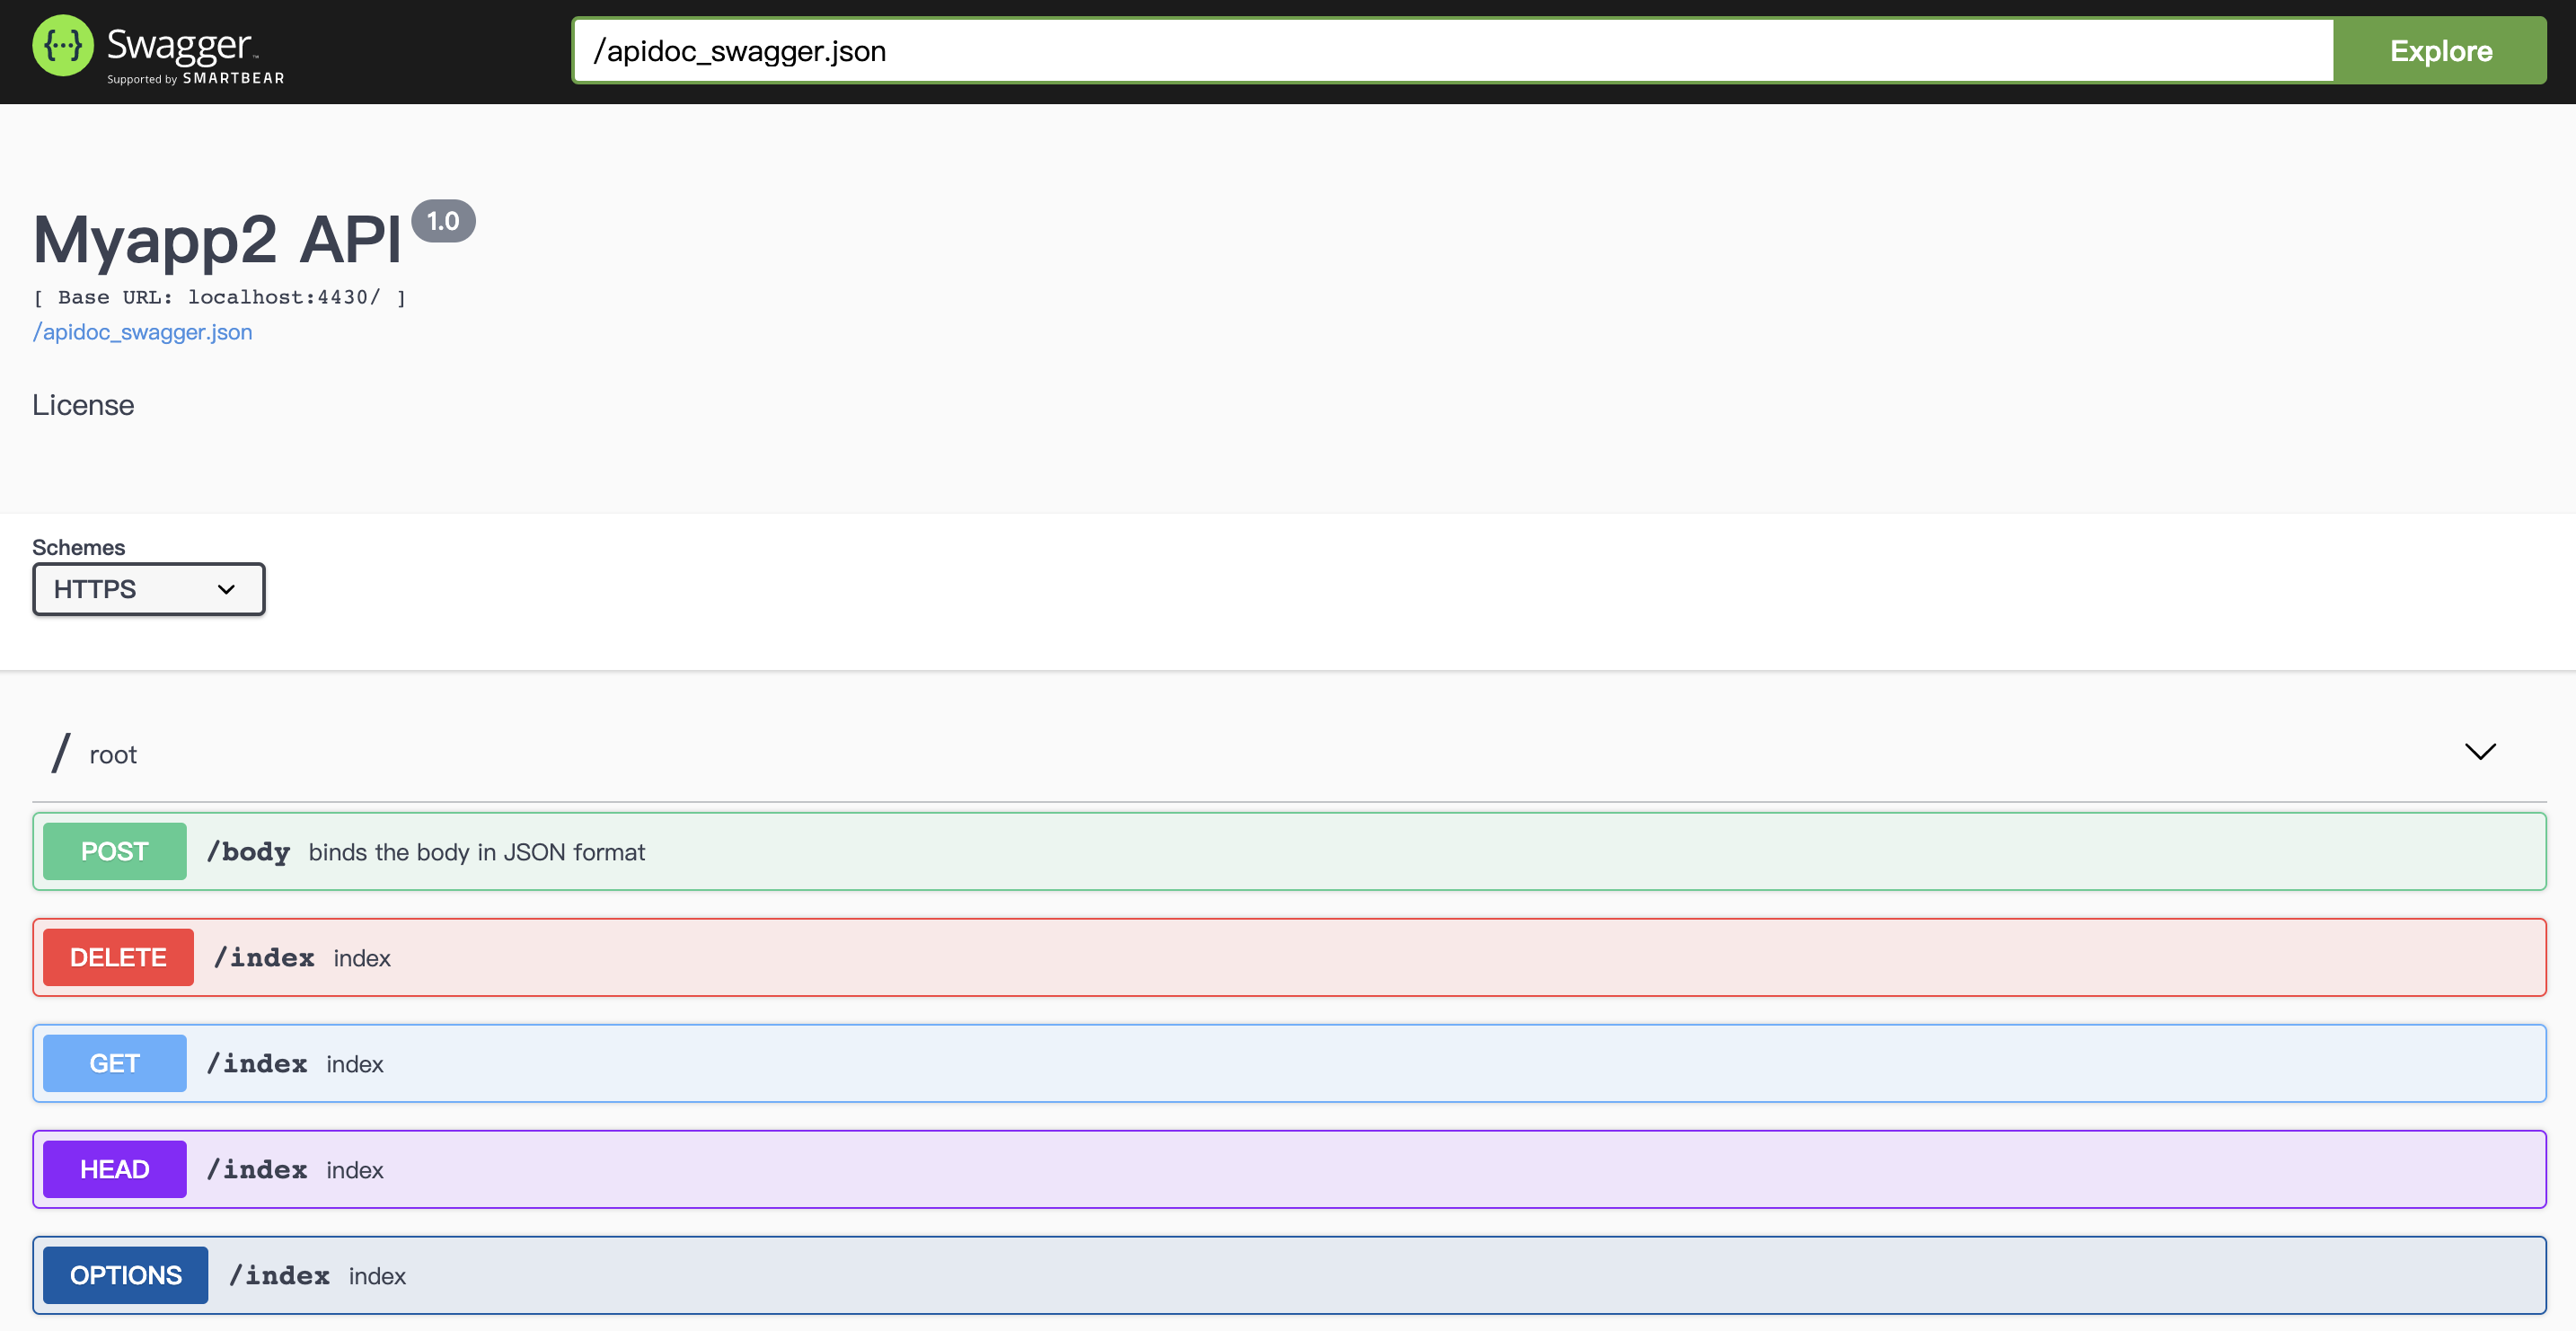 {···} Swagger™
Supported by SMARTBEAR
/apidoc_swagger.json
Explore
Myapp2 API 1.0
[ Base URL: localhost:4430/ ]
/apidoc_swagger.json
License
Schemes
HTTPS
/ root
POST /body binds the body in JSON format
DELETE /index index
GET /index index
HEAD /index index
OPTIONS /index index